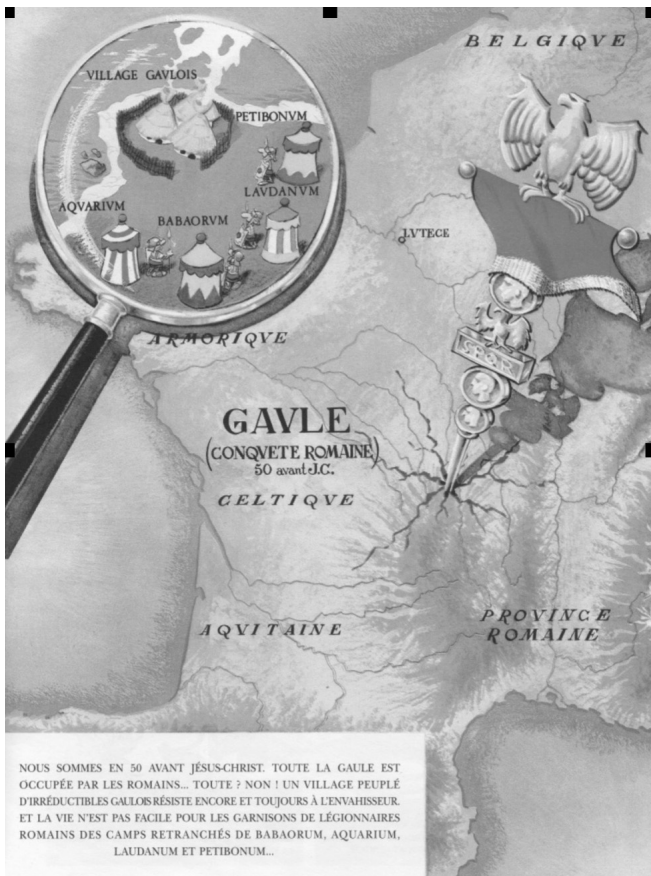 BELGIQVE
VILLAGE GAVLOIS
PETIBONVM
LAVDANVM
AQVARIVM
BABAORVM
LVTECE
ARMORIQVE
SPQR
GAVLE
(CONQVETE ROMAINE)
50 avant J.C.
CELTIQVE
AQVITAINE
PROVINCE
ROMAINE
NOUS SOMMES EN 50 AVANT JÉSUS-CHRIST. TOUTE LA GAULE EST
OCCUPÉE PAR LES ROMAINS... TOUTE ? NON ! UN VILLAGE PEUPLÉ
D'IRRÉDUCTIBLES GAULOIS RÉSISTE ENCORE ET TOUJOURS À L'ENVAHISSEUR.
ET LA VIE N'EST PAS FACILE POUR LES GARNISONS DE LÉGIONNAIRES
ROMAINS DES CAMPS RETRANCHÉS DE BABAORUM, AQUARIUM,
LAUDANUM ET PETIBONUM...